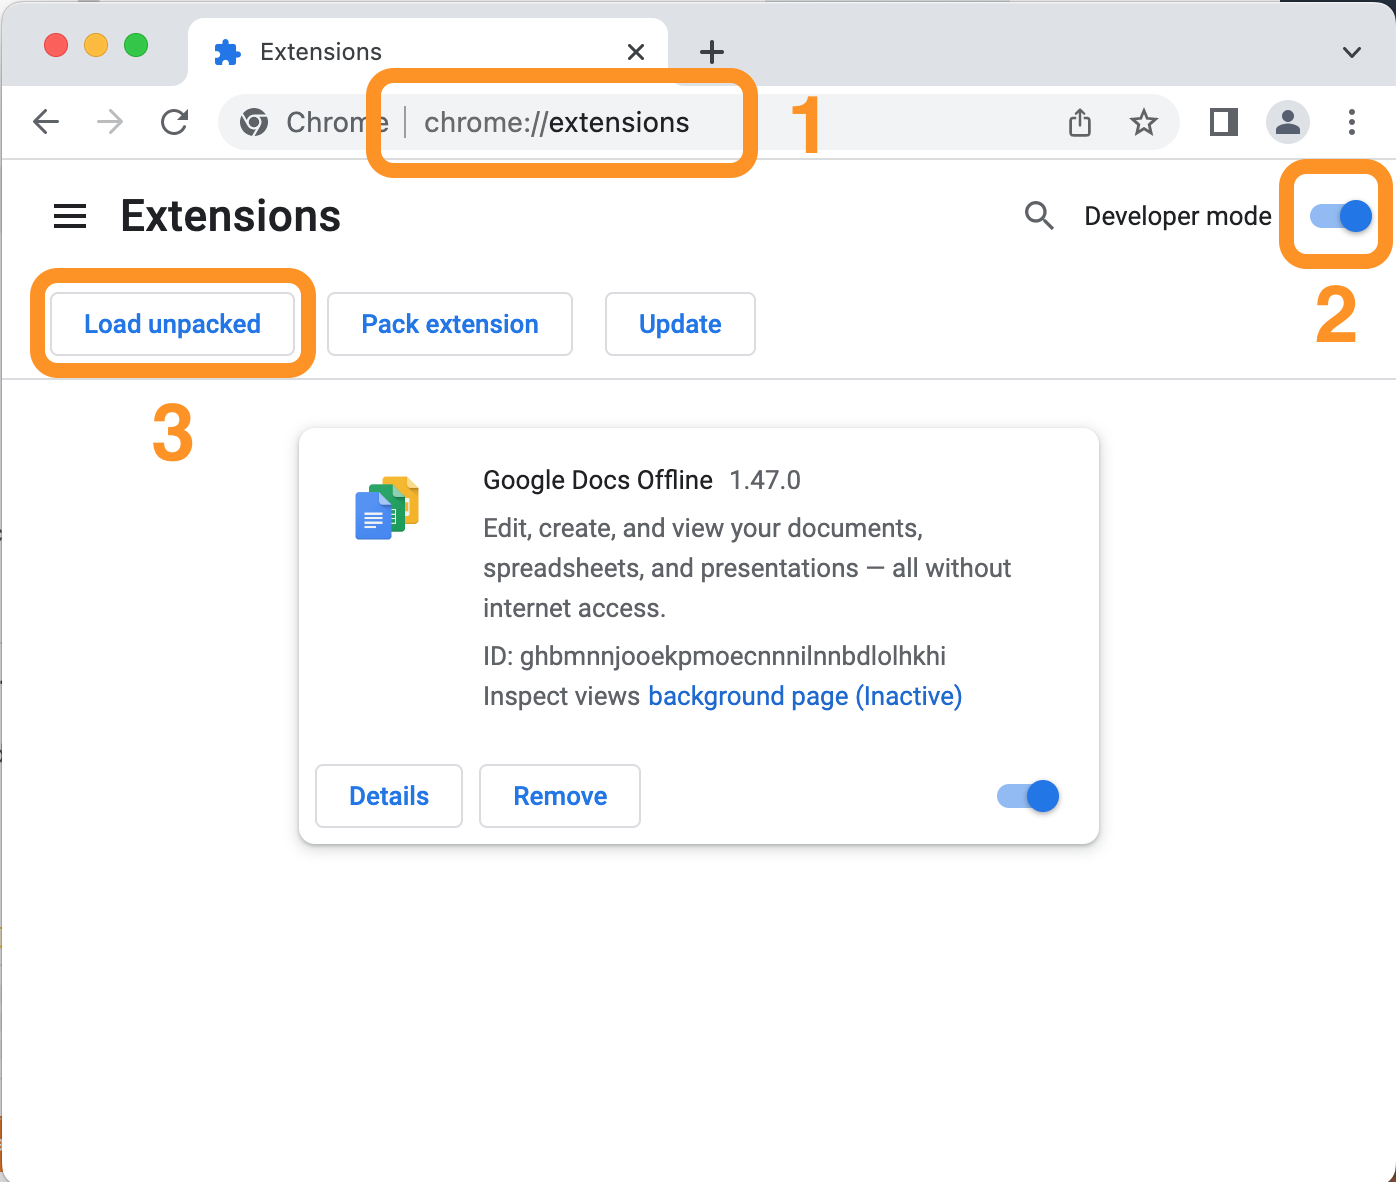 Extensions
Chrome chrome://extensions
1
Extensions
Developer mode
2
Load unpacked
Pack extension
Update
3
Google Docs Offline 1.47.0
Edit, create, and view your documents,
spreadsheets, and presentations — all without
internet access.
ID: ghbmnnjooekpmoecnnnilnnbdlolhkhi
Inspect views background page (Inactive)
Details
Remove